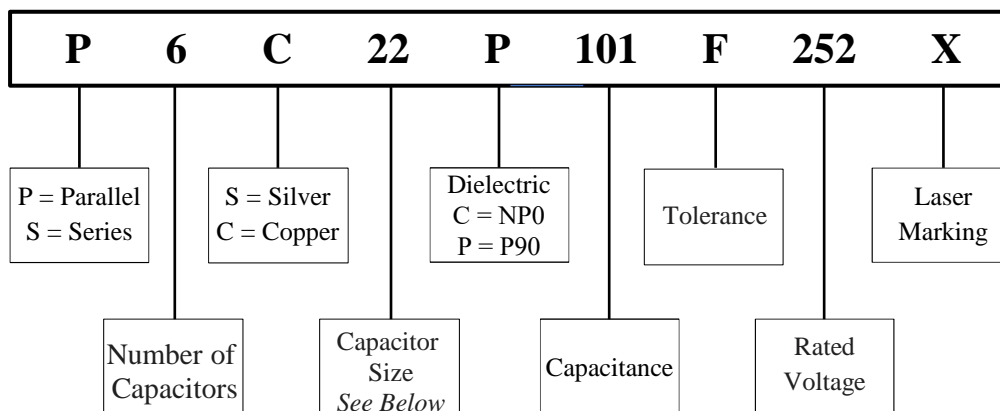 P 6 C 22 P 101 F 252 X
P = Parallel
S = Series
S = Silver
C = Copper
Dielectric
C = NP0
P = P90
Tolerance
Laser
Marking
Number of
Capacitors
Capacitor
Size
See Below
Capacitance
Rated
Voltage